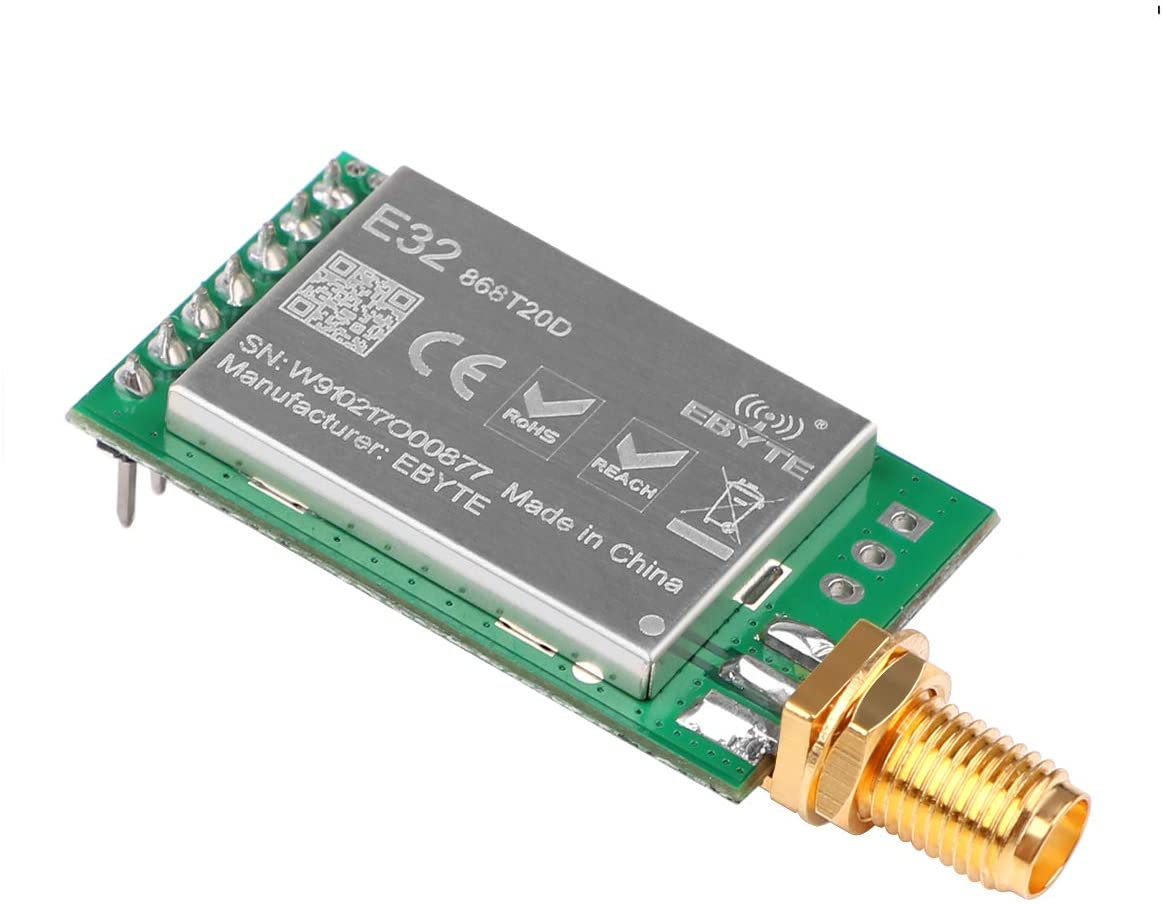 E32 868T20D
CE
RoHS
REACH
EBYTE®
SN: W910217O00877
Manufacturer: EBYTE
Made in China